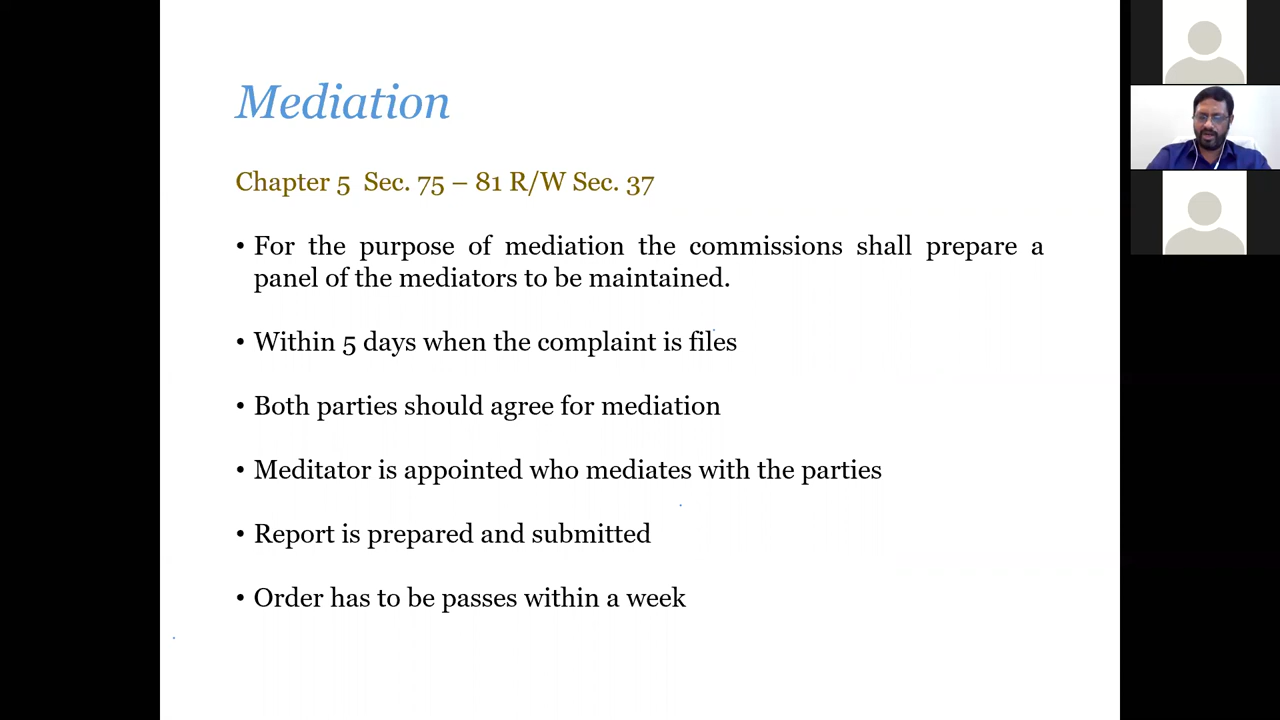 Mediation
Chapter 5 Sec. 75 – 81 R/W Sec. 37
• For the purpose of mediation the commissions shall prepare a
panel of the mediators to be maintained.
• Within 5 days when the complaint is files
• Both parties should agree for mediation
• Meditator is appointed who mediates with the parties
• Report is prepared and submitted
• Order has to be passes within a week